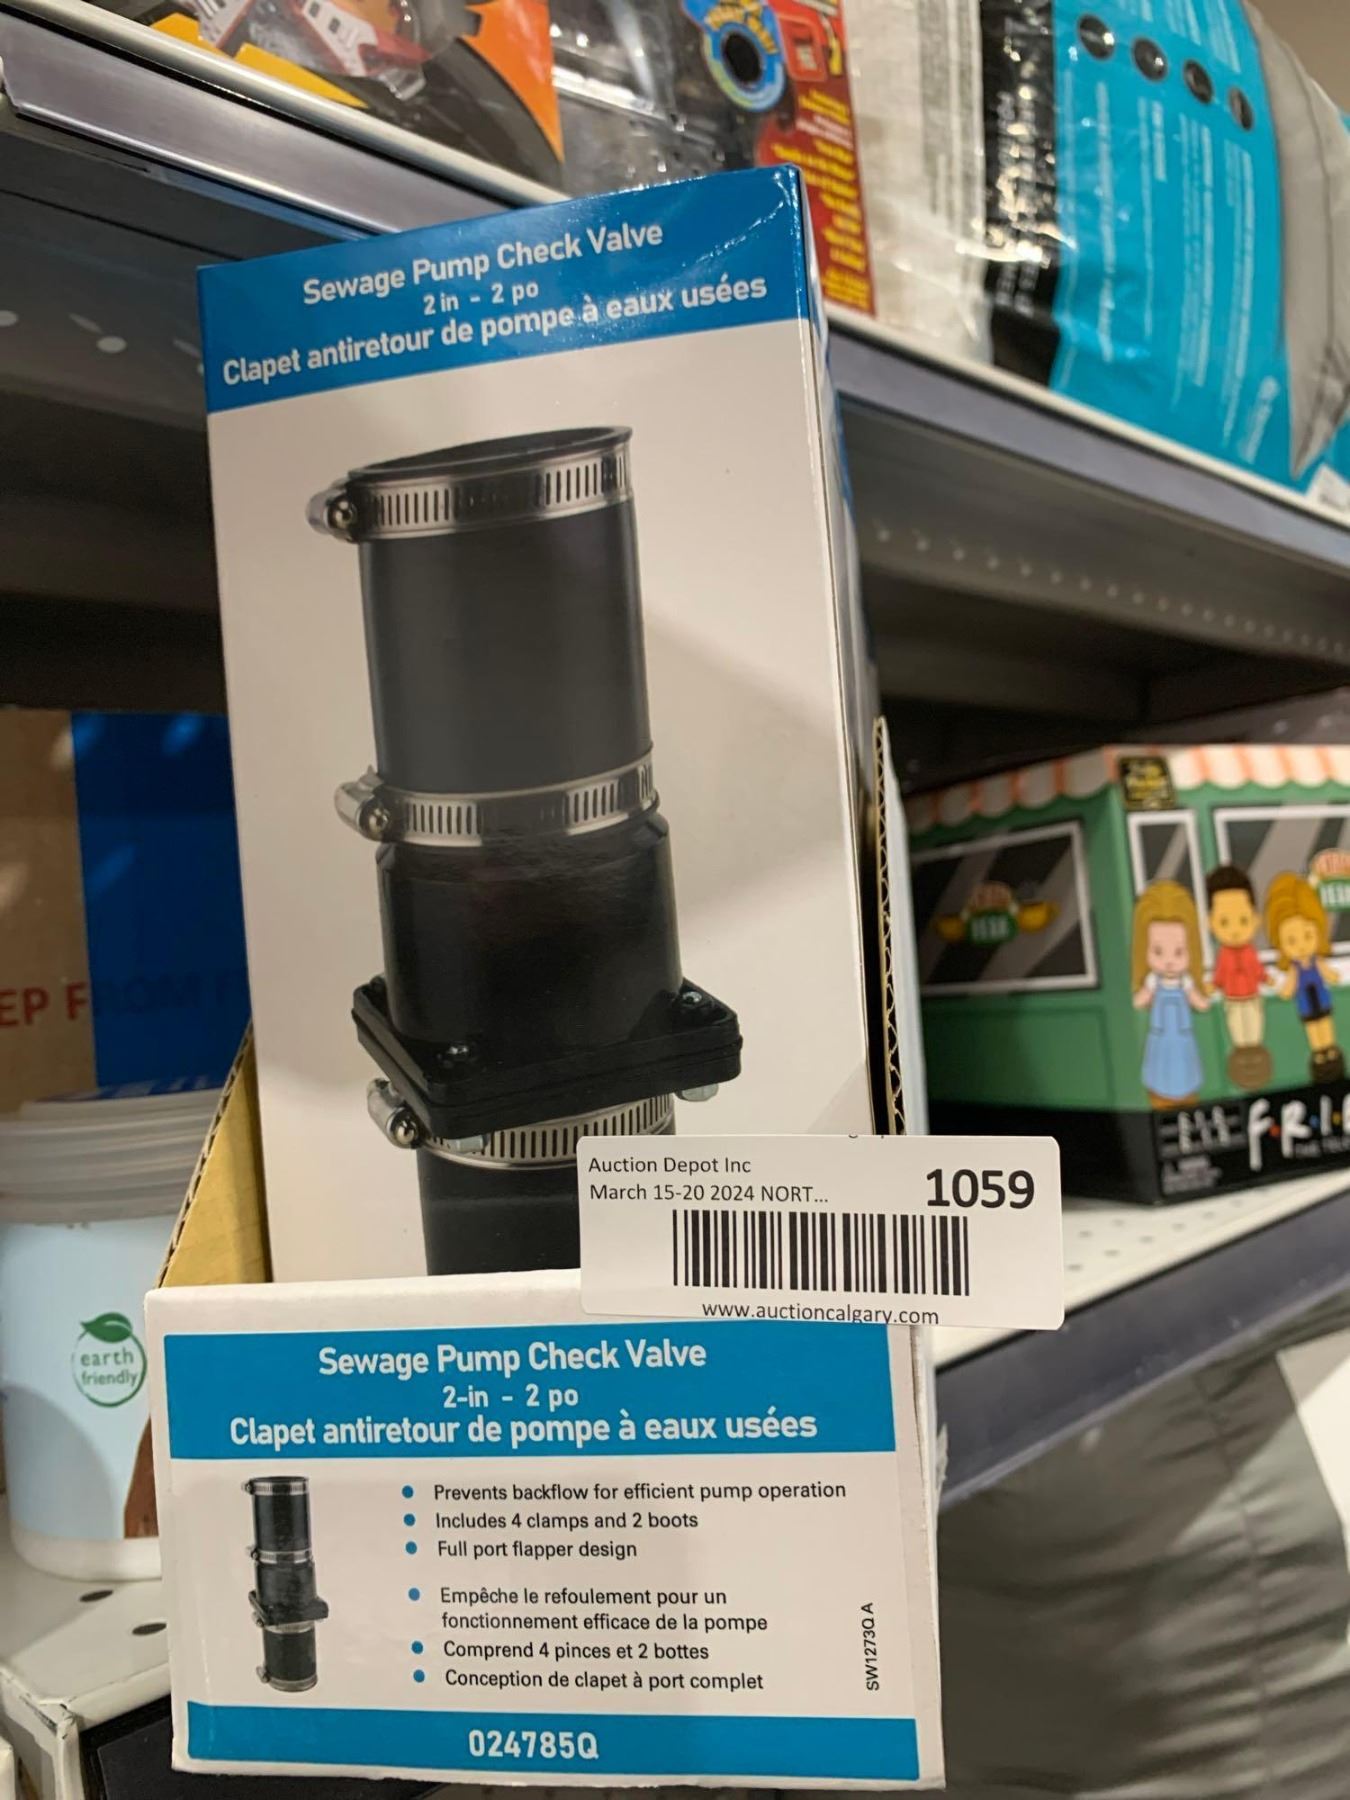 Sewage Pump Check Valve
2 in - 2 po
Clapet antiretour de pompe à eaux usées
Auction Depot Inc
March 15-20 2024 NORT...
1059
www.auctioncalgary.com
Sewage Pump Check Valve
2-in - 2 po
Clapet antiretour de pompe à eaux usées
Prevents backflow for efficient pump operation
Includes 4 clamps and 2 boots
Full port flapper design
Empêche le refoulement pour un
fonctionnement efficace de la pompe
Comprend 4 pinces et 2 bottes
Conception de clapet à port complet
SW1273Q A
024785Q
EP FRON
earth
friendly
F.R.I.E